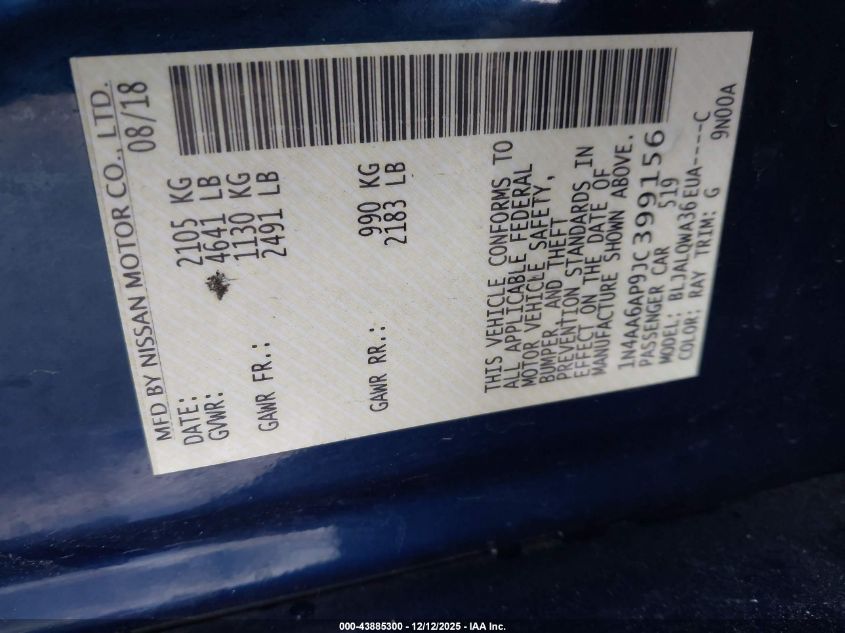 MFD BY NISSAN MOTOR CO., LTD.
DATE: 08/18
GVWR: 2105 KG
4641 LB
GAWR FR.: 1130 KG
2491 LB
GAWR RR.: 990 KG
2183 LB
THIS VEHICLE CONFORMS TO
ALL APPLICABLE FEDERAL
MOTOR VEHICLE SAFETY,
BUMPER, AND THEFT
PREVENTION STANDARDS IN
EFFECT ON THE DATE OF
MANUFACTURE SHOWN ABOVE.
1N4AA6AP9JC399156
PASSENGER CAR 519
MODEL: BLJALQWA36EUA----C
COLOR: RAY TRIM: G 9N00A
000-43885300 - 12/12/2025 - IAA Inc.